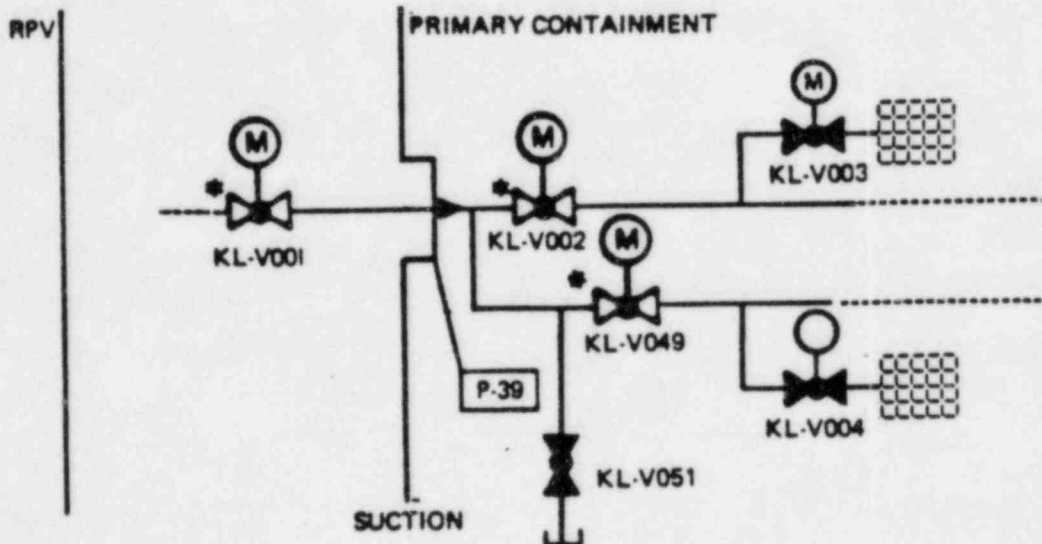 RPV
PRIMARY CONTAINMENT
M
KL-V003
M
*
KL-V001
M
*
KL-V002
M
*
KL-V049
KL-V004
P-39
KL-V051
SUCTION